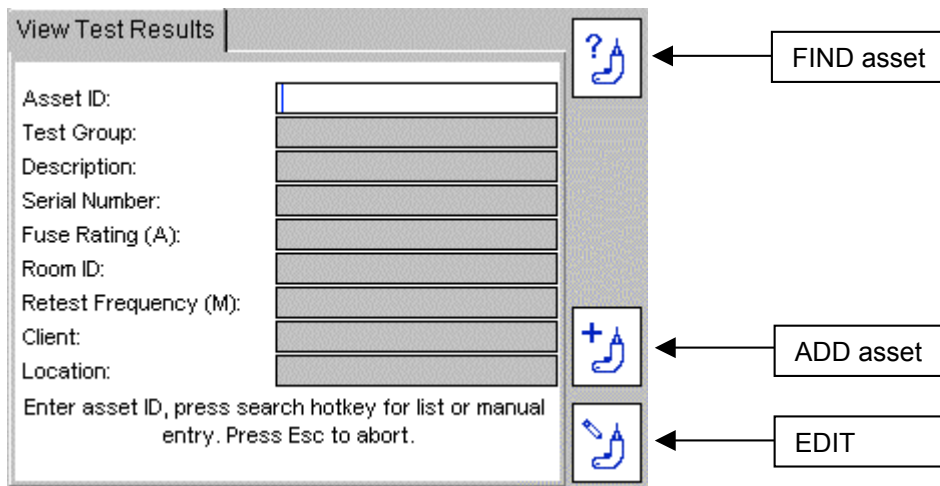 View Test Results
?
FIND asset
Asset ID:
Test Group:
Description:
Serial Number:
Fuse Rating (A):
Room ID:
Retest Frequency (M):
Client:
+
ADD asset
Location:
Enter asset ID, press search hotkey for list or manual
entry. Press Esc to abort.
EDIT